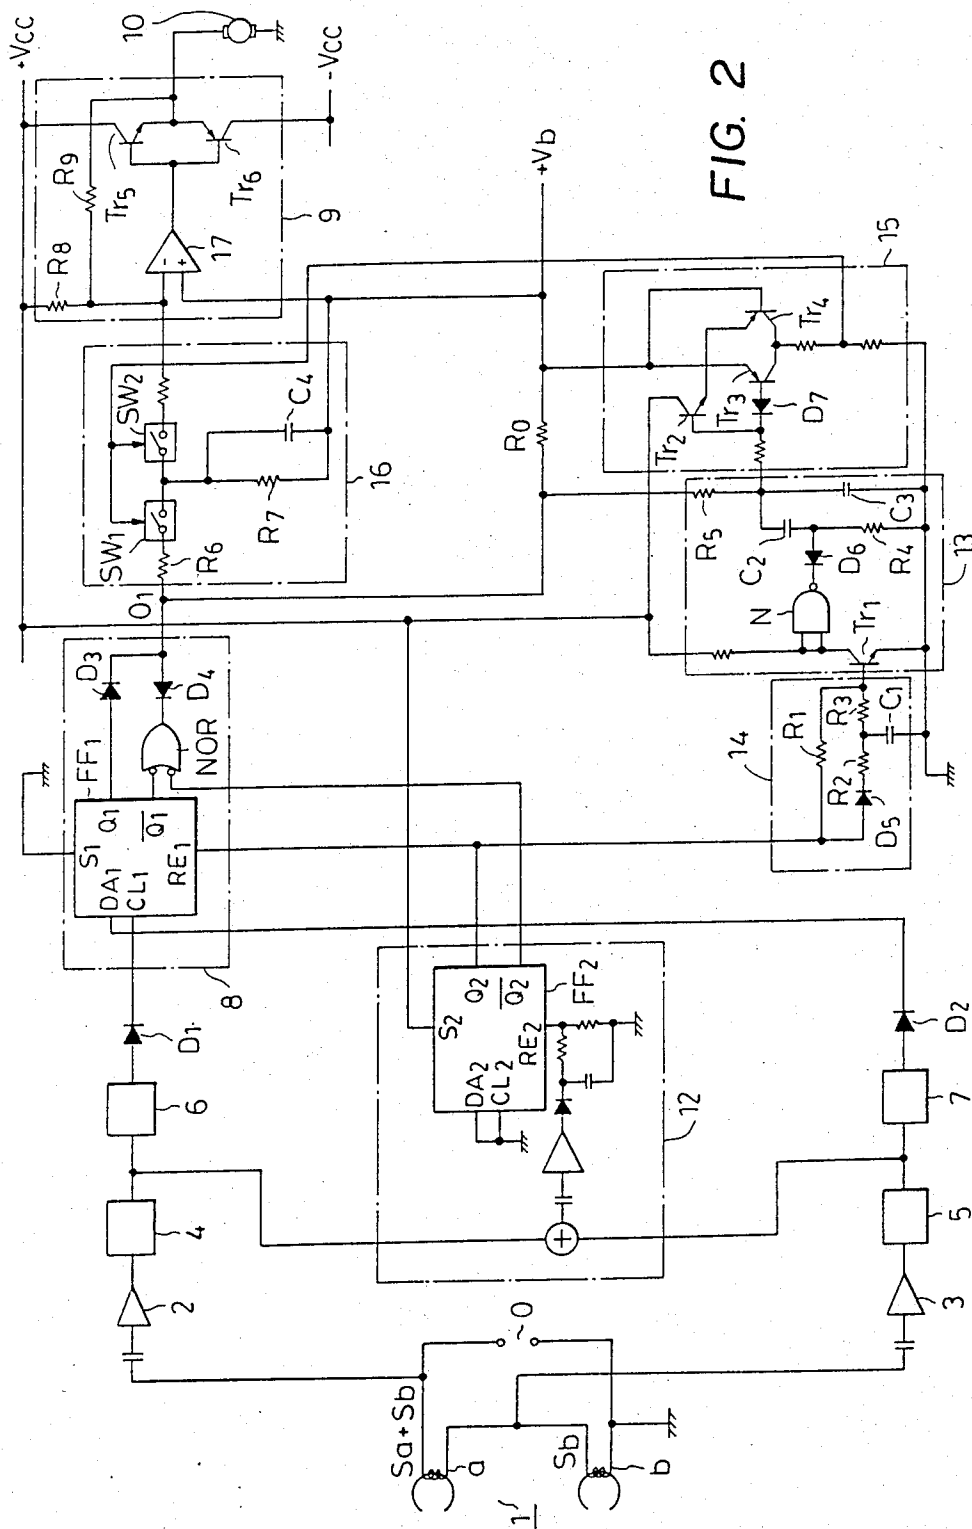 +VCC
10
R9
R8
Tr5
Tr6
17
9
-VCC
+Vb
FIG. 2
SW2
SW1
C4
R7
R6
16
O1
R0
15
Tr4
Tr3
Tr2
D7
R5
C3
C2
D6
R4
N
Tr1
13
D3
D4
NOR
FF1
S1
Q1
Q1
DA1
CL1
RE1
8
14
R1
R3
R2
C1
D5
D1
6
4
2
S2
Q2
Q2
DA2
CL2
RE2
FF2
12
D2
7
5
3
O
Sa+Sb
a
Sb
b
1